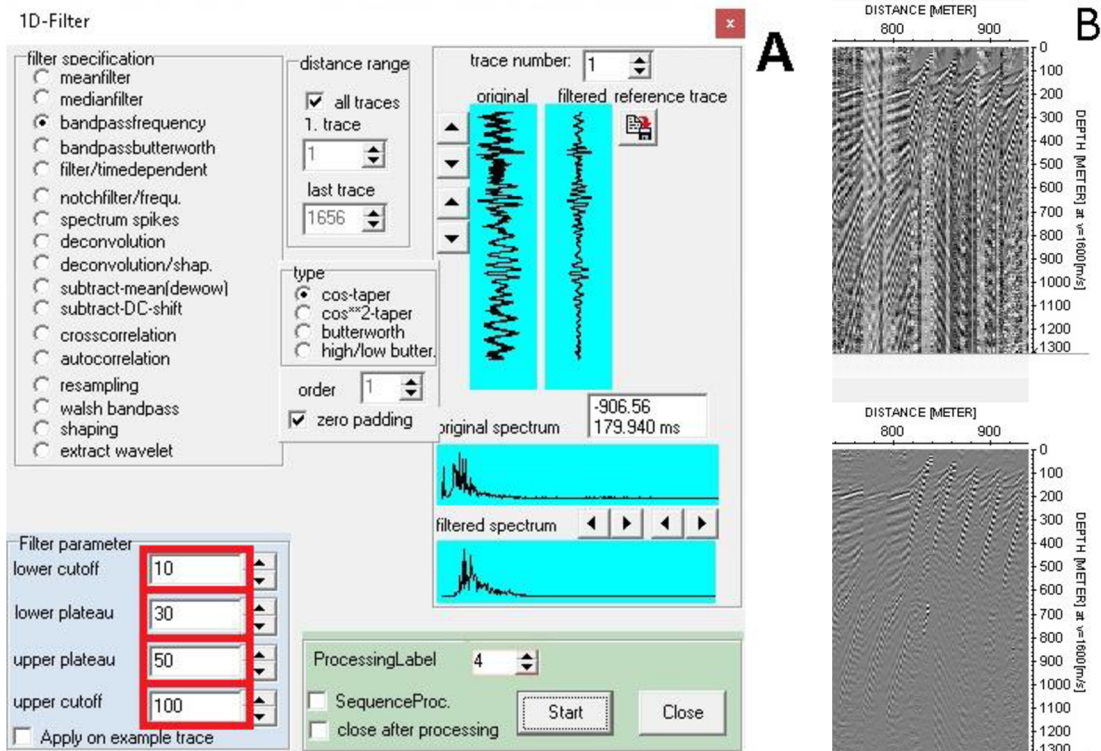 1D-Filter
x
A
filter specification
meanfilter
medianfilter
bandpassfrequency
bandpassbutterworth
filter/timedependent
notchfilter/frequ.
spectrum spikes
deconvolution
deconvolution/shap.
subtract-mean(dewow)
subtract-DC-shift
crosscorrelation
autocorrelation
resampling
walsh bandpass
shaping
extract wavelet
distance range
all traces
1. trace
1
last trace
1656
type
cos-taper
cos**2-taper
butterworth
high/low butter.
order
1
zero padding
trace number:
1
original
filtered
reference trace
-906.56
179.940 ms
original spectrum
filtered spectrum
Filter parameter
lower cutoff
10
lower plateau
30
upper plateau
50
upper cutoff
100
Apply on example trace
ProcessingLabel
4
SequenceProc.
close after processing
Start
Close
B
DISTANCE [METER]
800 900
0
100
200
300
400
500
600
700
800
900
1000
1100
1200
1300
DEPTH [METER] at v=1600[m/s]
DISTANCE [METER]
800 900
0
100
200
300
400
500
600
700
800
900
1000
1100
1200
1300
DEPTH [METER] at v=1600[m/s]